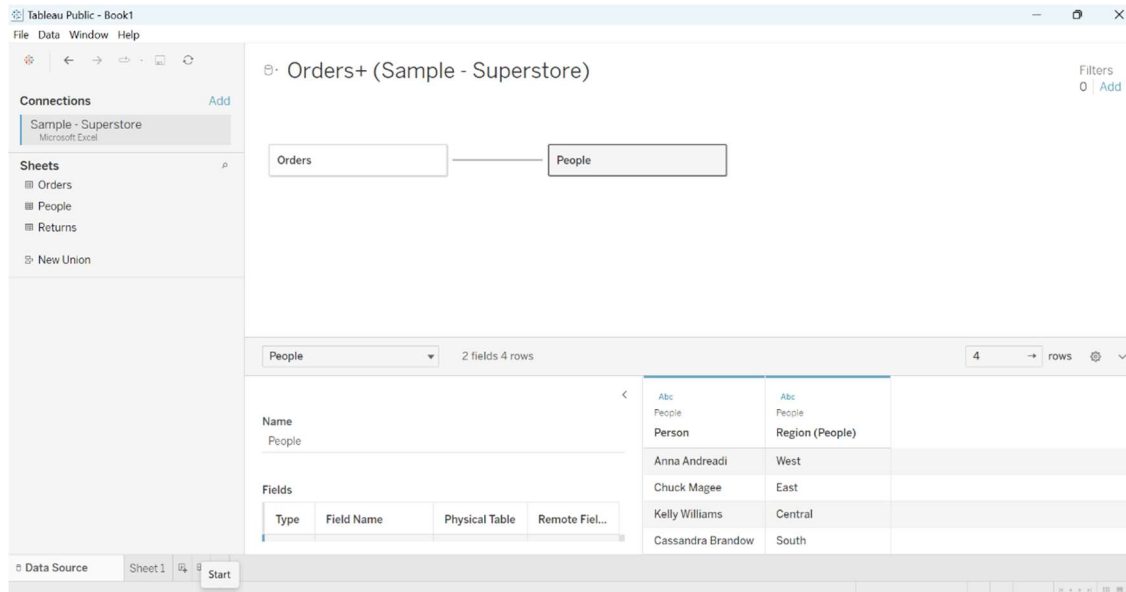 Tableau Public - Book1
File Data Window Help
Orders+ (Sample - Superstore)
Filters
0 Add
Connections Add
Sample - Superstore
Microsoft Excel
Sheets
Orders
People
Returns
New Union
Orders
People
People 2 fields 4 rows
4 → rows
Name
People
Fields
Type Field Name Physical Table Remote Fiel...
Abc Abc
People People
Person Region (People)
Anna Andreadi West
Chuck Magee East
Kelly Williams Central
Cassandra Brandow South
Data Source Sheet 1
Start